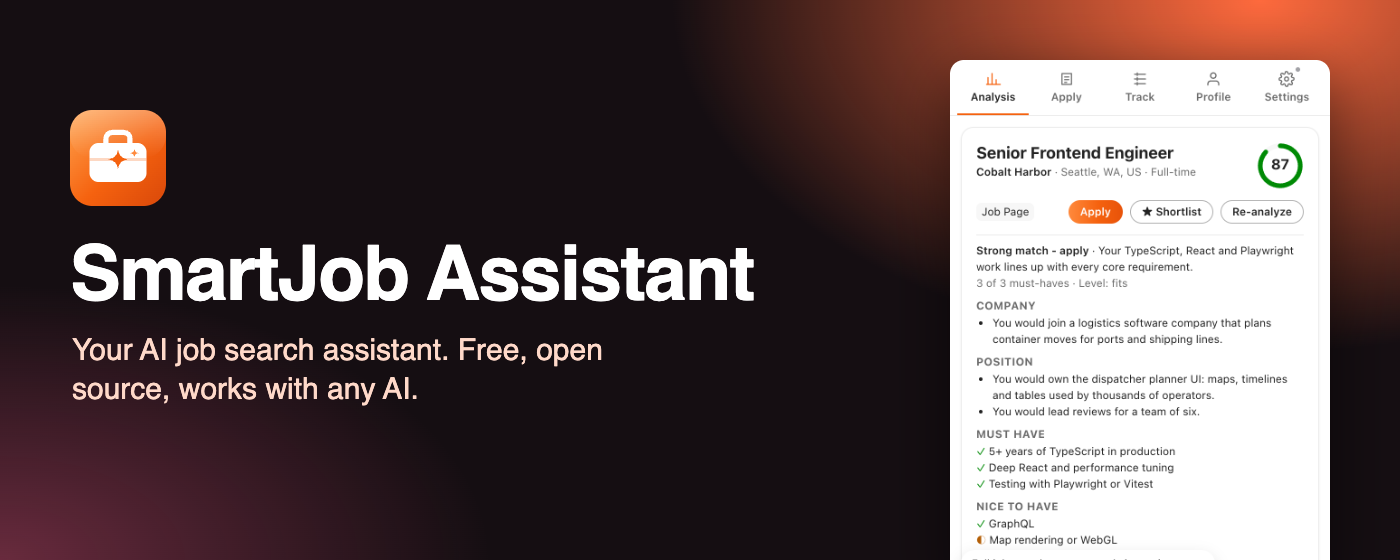 SmartJob Assistant
Your AI job search assistant. Free, open
source, works with any AI.
Analysis
Apply
Track
Profile
Settings
Senior Frontend Engineer
Cobalt Harbor · Seattle, WA, US · Full-time
87
Job Page
Apply
★ Shortlist
Re-analyze
Strong match - apply · Your TypeScript, React and Playwright
work lines up with every core requirement.
3 of 3 must-haves · Level: fits
COMPANY
• You would join a logistics software company that plans
container moves for ports and shipping lines.
POSITION
• You would own the dispatcher planner UI: maps, timelines
and tables used by thousands of operators.
• You would lead reviews for a team of six.
MUST HAVE
✓ 5+ years of TypeScript in production
✓ Deep React and performance tuning
✓ Testing with Playwright or Vitest
NICE TO HAVE
✓ GraphQL
Map rendering or WebGL